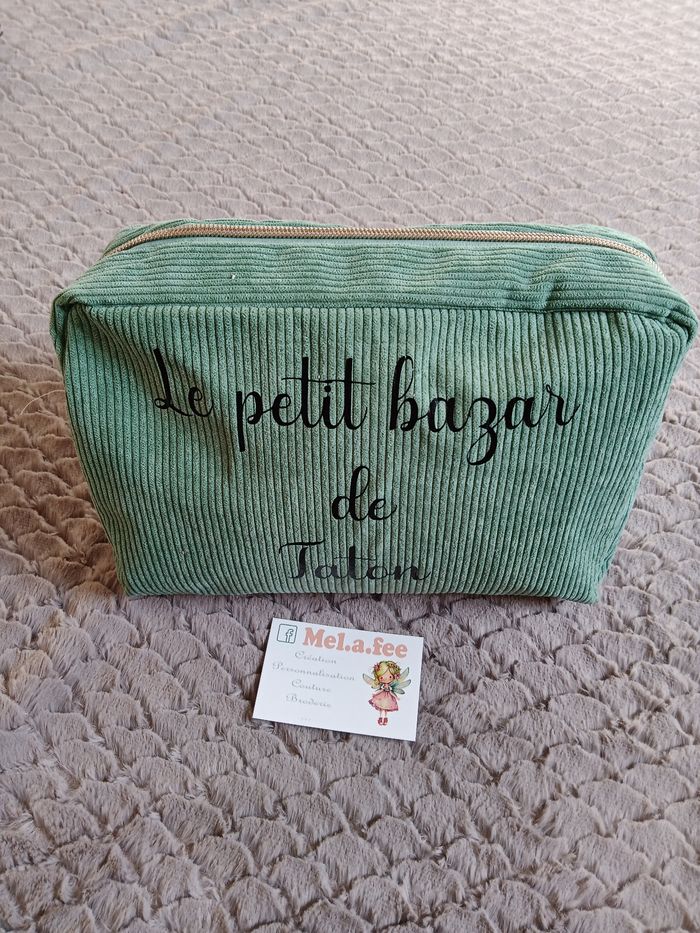 Le petit bazar
de
Taton
f Mel.a.fee
Création
Personnalisation
Couture
Broderie
...